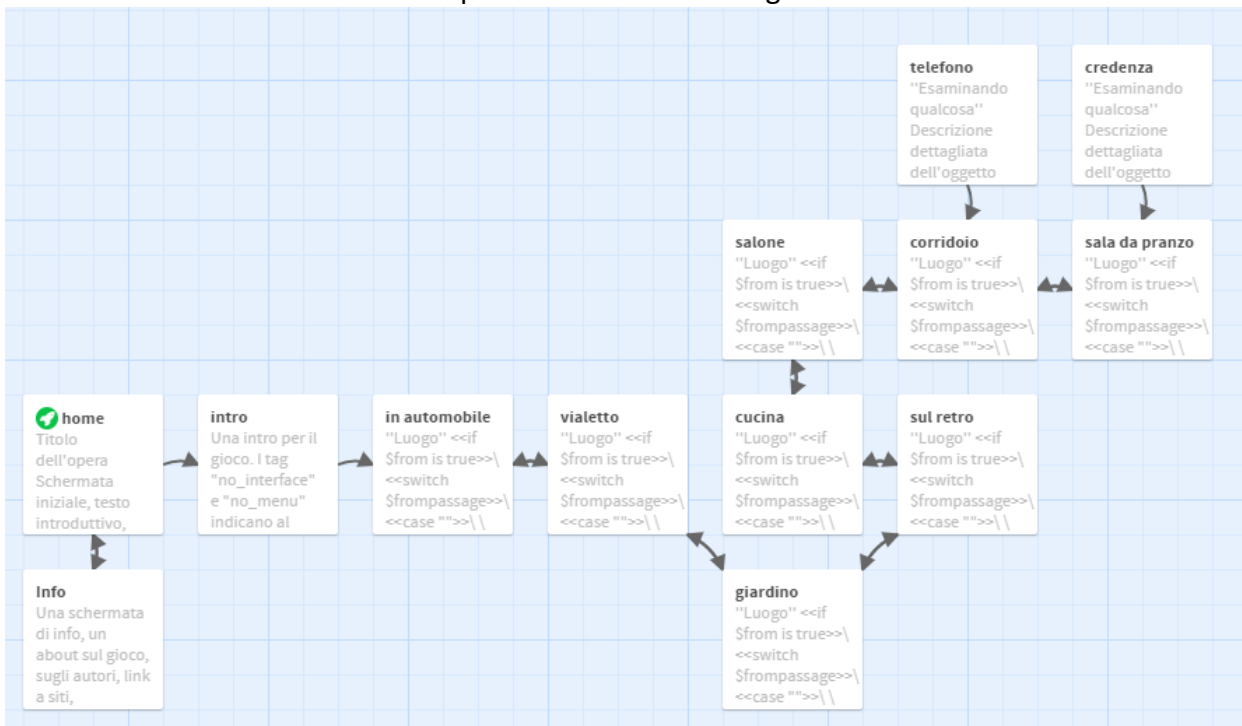 telefono
"Esaminando
qualcosa"
Descrizione
dettagliata
dell'oggetto
credenza
"Esaminando
qualcosa"
Descrizione
dettagliata
dell'oggetto
salone
"Luogo" <<if
$from is true>>\
<<switch
$frompassage>>\
<<case "">>\ \
corridoio
"Luogo" <<if
$from is true>>\
<<switch
$frompassage>>\
<<case "">>\ \
sala da pranzo
"Luogo" <<if
$from is true>>\
<<switch
$frompassage>>\
<<case "">>\ \
home
Titolo
dell'opera
Schermata
iniziale, testo
introduttivo,
intro
Una intro per il
gioco. I tag
"no_interface"
e "no_menu"
indicano al
in automobile
"Luogo" <<if
$from is true>>\
<<switch
$frompassage>>\
<<case "">>\ \
vialetto
"Luogo" <<if
$from is true>>\
<<switch
$frompassage>>\
<<case "">>\ \
cucina
"Luogo" <<if
$from is true>>\
<<switch
$frompassage>>\
<<case "">>\ \
sul retro
"Luogo" <<if
$from is true>>\
<<switch
$frompassage>>\
<<case "">>\ \
Info
Una schermata
di info, un
about sul gioco,
sugli autori, link
a siti,
giardino
"Luogo" <<if
$from is true>>\
<<switch
$frompassage>>\
<<case "">>\ \